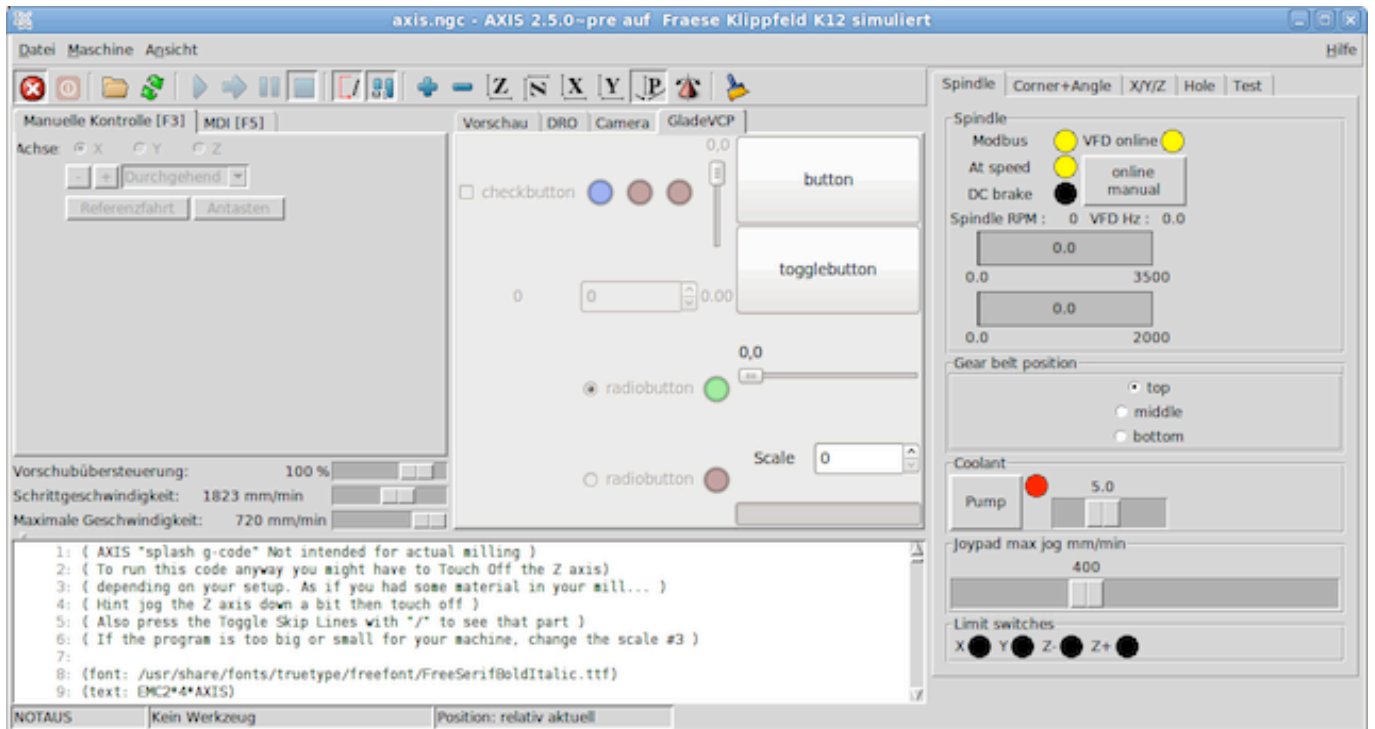 axis.ngc - AXIS 2.5.0~pre auf Fraese Klippfeld K12 simuliert
Datei Maschine Ansicht Hilfe
Z N X Y P
Manuelle Kontrolle [F3] MDI [F5]
Achse: X Y Z
- + Durchgehend
Referenzfahrt Antasten
Vorschubübersteuerung: 100 %
Schrittgeschwindigkeit: 1823 mm/min
Maximale Geschwindigkeit: 720 mm/min
Vorschau DRO Camera GladeVCP
0,0
checkbutton
button
togglebutton
0 0 0.00
0,0
radiobutton
Scale 0
radiobutton
Spindle Corner+Angle X/Y/Z Hole Test
Spindle
Modbus VFD online
At speed
online manual
DC brake
Spindle RPM : 0 VFD Hz : 0.0
0.0
0.0 3500
0.0
0.0 2000
Gear belt position
top
middle
bottom
Coolant
Pump 5.0
Joypad max jog mm/min
400
Limit switches
X Y Z- Z+
1: ( AXIS "splash g-code" Not intended for actual milling )
2: ( To run this code anyway you might have to Touch Off the Z axis)
3: ( depending on your setup. As if you had some material in your mill... )
4: ( Hint jog the Z axis down a bit then touch off )
5: ( Also press the Toggle Skip Lines with "/" to see that part )
6: ( If the program is too big or small for your machine, change the scale #3 )
7:
8: (font: /usr/share/fonts/truetype/freefont/FreeSerifBoldItalic.ttf)
9: (text: EMC2*4*AXIS)
NOTAUS Kein Werkzeug Position: relativ aktuell